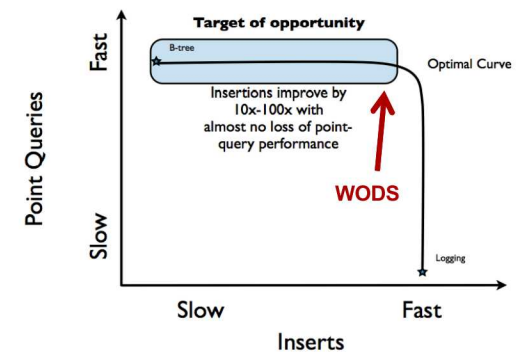 Target of opportunity
B-tree
Optimal Curve
Insertions improve by
10x-100x with
almost no loss of point-
query performance
WODS
Logging
Point Queries
Fast
Slow
Slow
Fast
Inserts